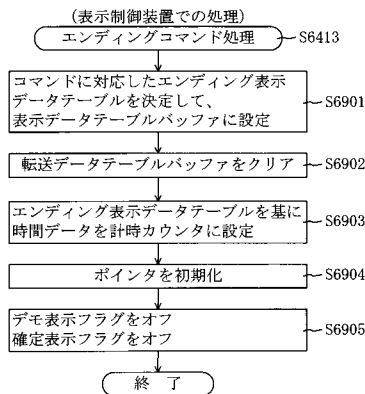 (表示制御装置での処理)
エンディングコマンド処理
S6413
コマンドに対応したエンディング表示
データテーブルを決定して、
表示データテーブルバッファに設定
S6901
転送データテーブルバッファをクリア
S6902
エンディング表示データテーブルを基に
時間データを計時カウンタに設定
S6903
ポインタを初期化
S6904
デモ表示フラグをオフ
確定表示フラグをオフ
S6905
終 了